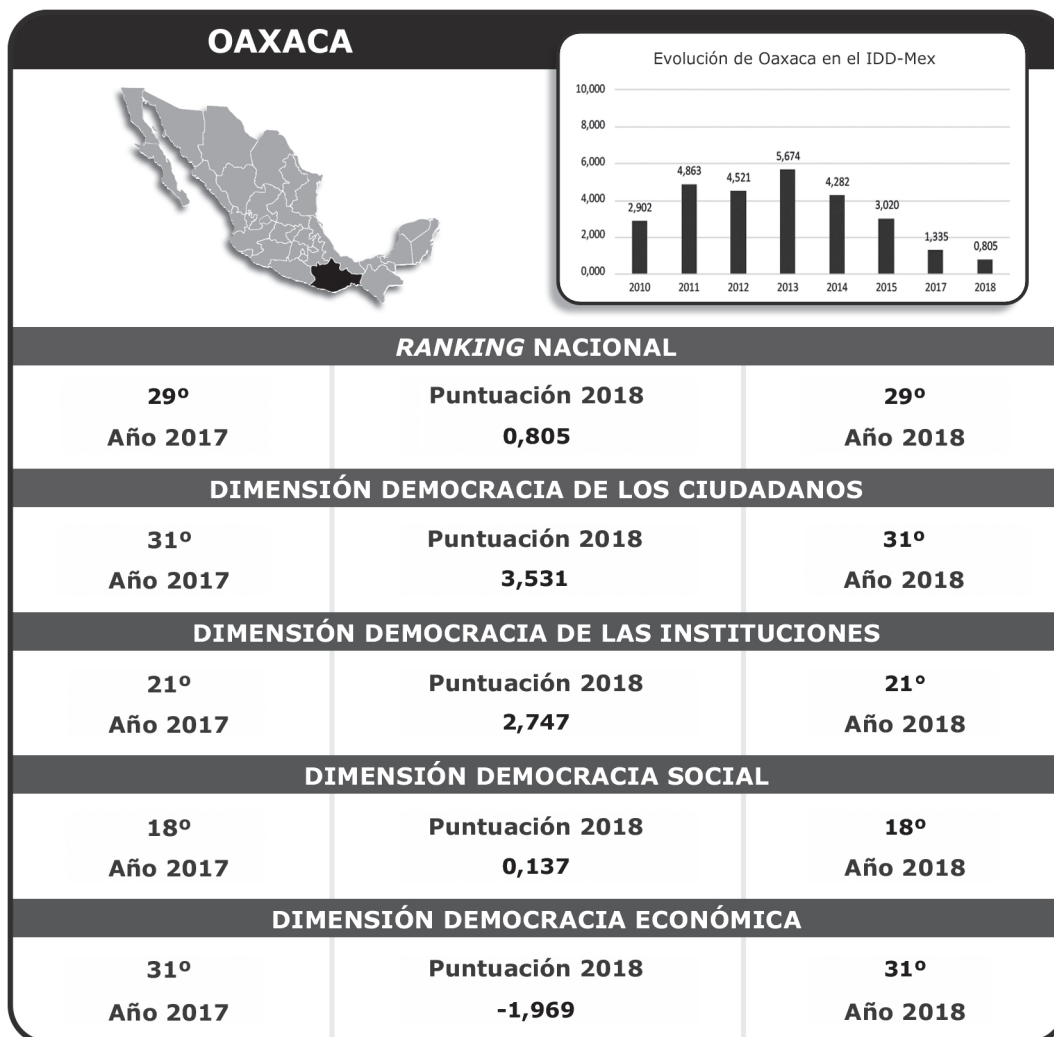 OAXACA
Evolución de Oaxaca en el IDD-Mex
10,000
8,000
6,000
4,000
2,000
0,000
2,902
4,863
4,521
5,674
4,282
3,020
1,335
0,805
2010 2011 2012 2013 2014 2015 2017 2018
RANKING NACIONAL
29º Puntuación 2018 29º
Año 2017 0,805 Año 2018
DIMENSIÓN DEMOCRACIA DE LOS CIUDADANOS
31º Puntuación 2018 31º
Año 2017 3,531 Año 2018
DIMENSIÓN DEMOCRACIA DE LAS INSTITUCIONES
21º Puntuación 2018 21°
Año 2017 2,747 Año 2018
DIMENSIÓN DEMOCRACIA SOCIAL
18º Puntuación 2018 18º
Año 2017 0,137 Año 2018
DIMENSIÓN DEMOCRACIA ECONÓMICA
31º Puntuación 2018 31º
Año 2017 -1,969 Año 2018